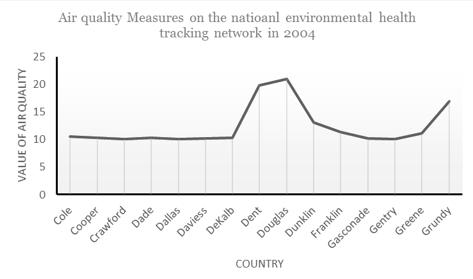 Air quality Measures on the natioanl environmental health
tracking network in 2004
VALUE OF AIR QUALITY
25
20
15
10
5
0
Cole
Cooper
Crawford
Dade
Dallas
Daviess
DeKalb
Dent
Douglas
Dunklin
Franklin
Gasconade
Gentry
Greene
Grundy
COUNTRY